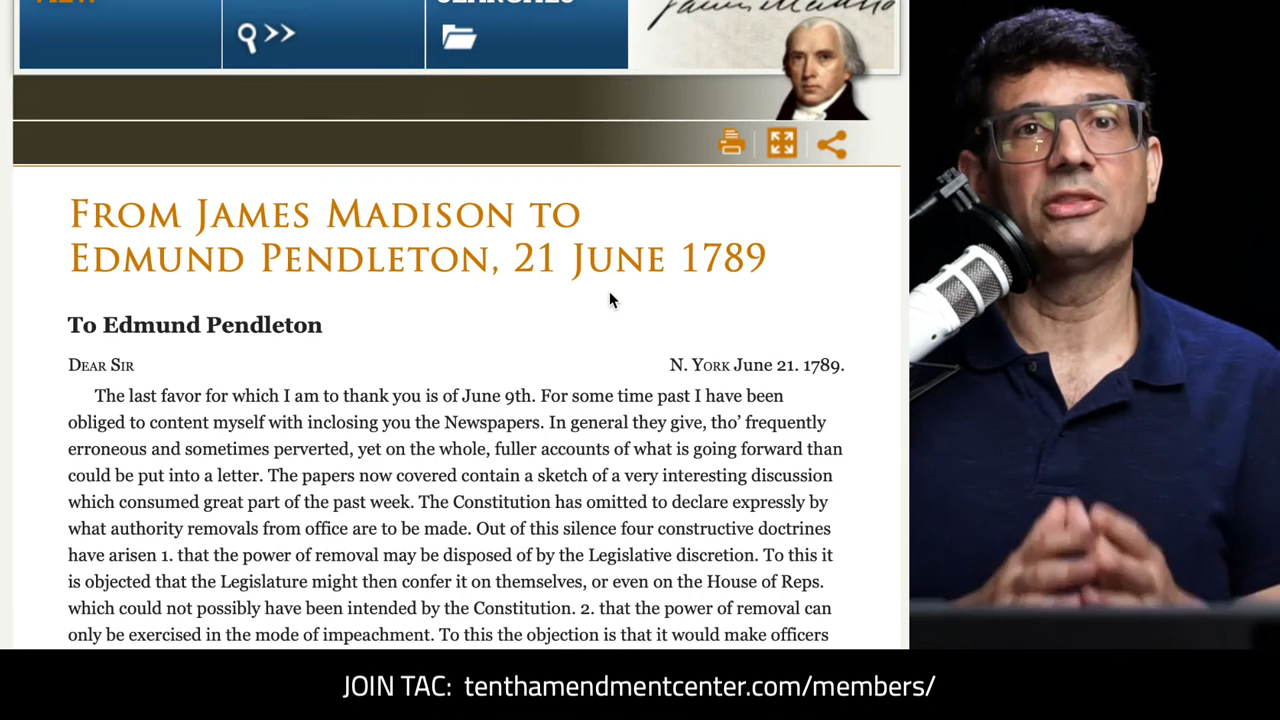 FROM JAMES MADISON TO
EDMUND PENDLETON, 21 JUNE 1789
To Edmund Pendleton
DEAR SIR
N. YORK June 21. 1789.
The last favor for which I am to thank you is of June 9th. For some time past I have been
obliged to content myself with inclosing you the Newspapers. In general they give, tho’ frequently
erroneous and sometimes perverted, yet on the whole, fuller accounts of what is going forward than
could be put into a letter. The papers now covered contain a sketch of a very interesting discussion
which consumed great part of the past week. The Constitution has omitted to declare expressly by
what authority removals from office are to be made. Out of this silence four constructive doctrines
have arisen 1. that the power of removal may be disposed of by the Legislative discretion. To this it
is objected that the Legislature might then confer it on themselves, or even on the House of Reps.
which could not possibly have been intended by the Constitution. 2. that the power of removal can
only be exercised in the mode of impeachment. To this the objection is that it would make officers
JOIN TAC: tenthamendmentcenter.com/members/